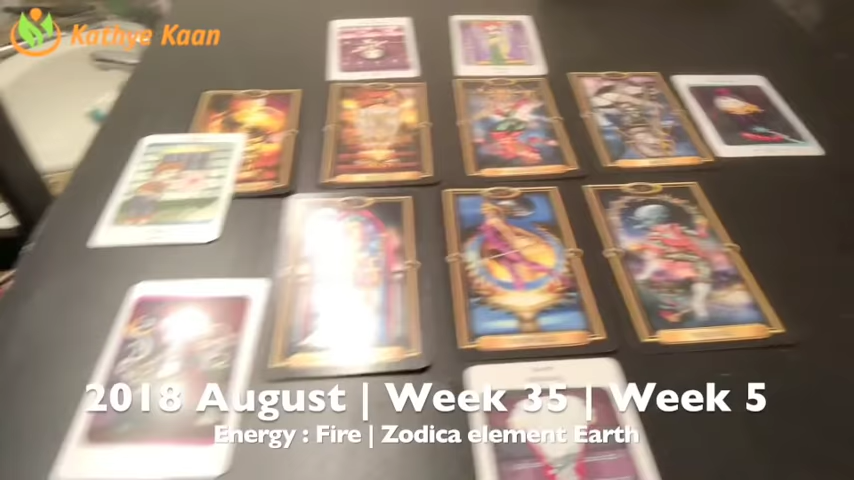 Kathye Kaan
2018 August | Week 35 | Week 5
Energy : Fire | Zodica element Earth